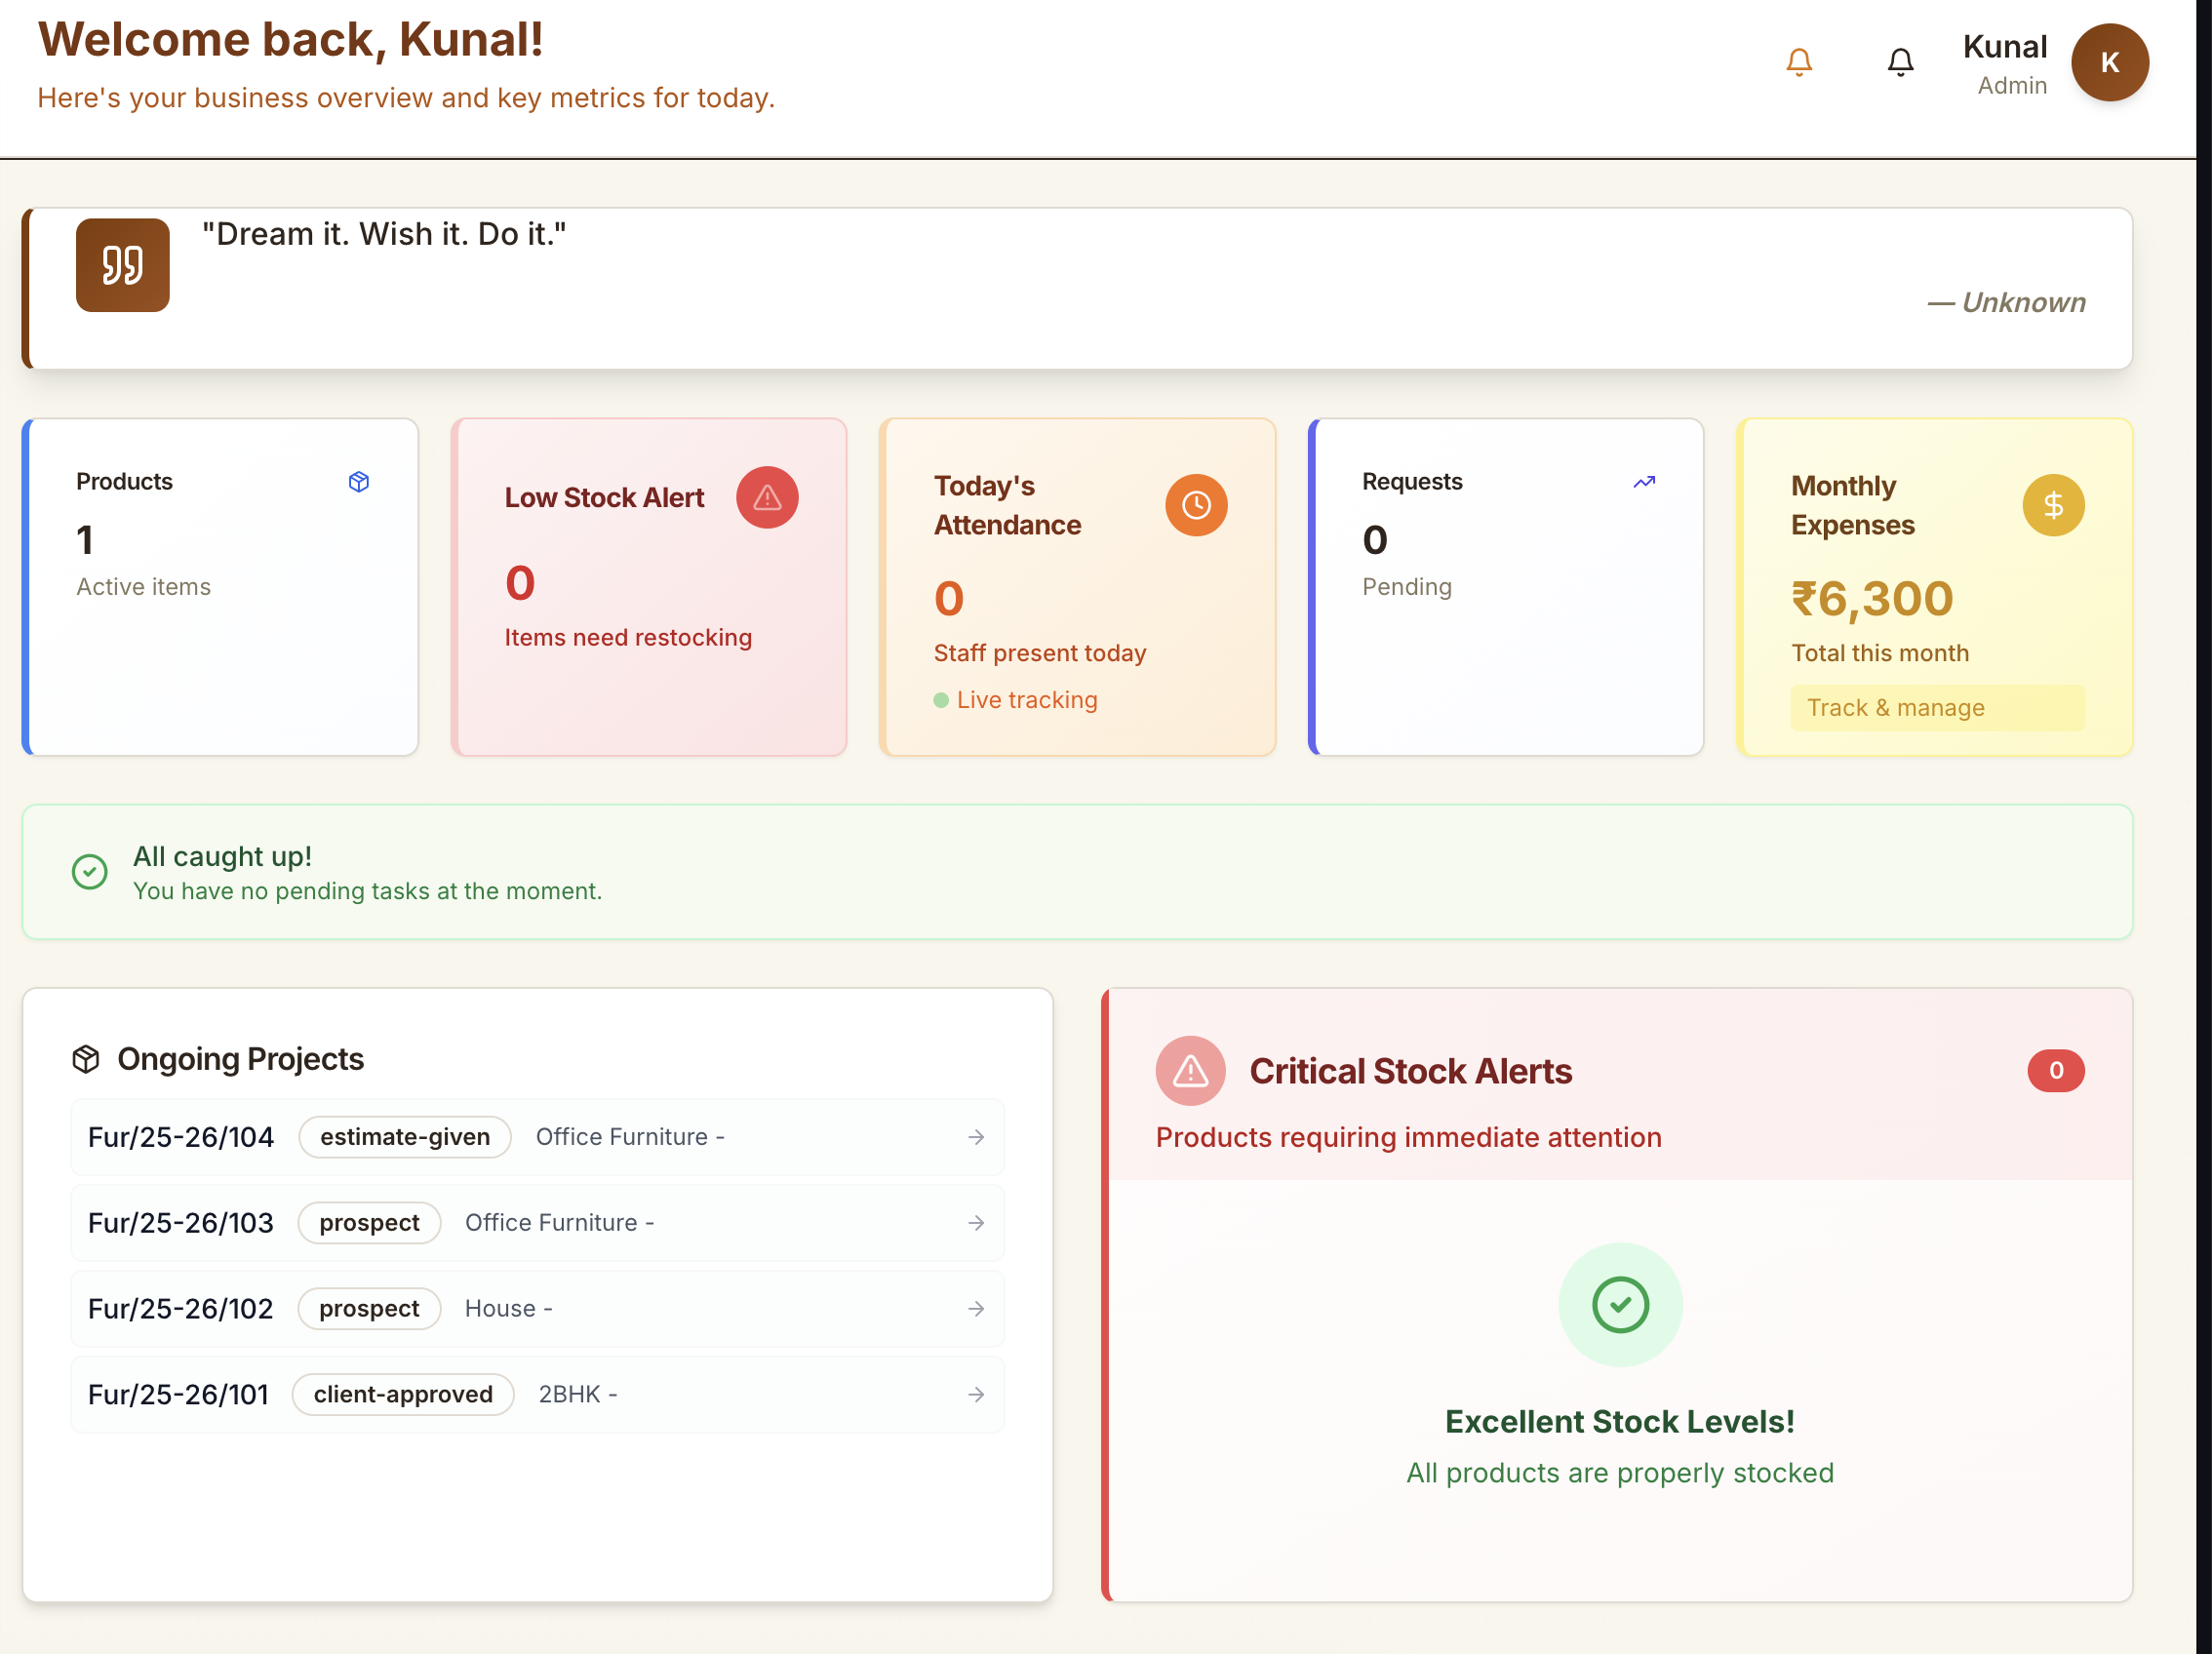 Welcome back, Kunal!
Here's your business overview and key metrics for today.
Kunal
Admin
K
"Dream it. Wish it. Do it."
— Unknown
Products
1
Active items
Low Stock Alert
0
Items need restocking
Today's
Attendance
0
Staff present today
Live tracking
Requests
0
Pending
Monthly
Expenses
₹6,300
Total this month
Track & manage
All caught up!
You have no pending tasks at the moment.
Ongoing Projects
Fur/25-26/104 estimate-given Office Furniture -
Fur/25-26/103 prospect Office Furniture -
Fur/25-26/102 prospect House -
Fur/25-26/101 client-approved 2BHK -
Critical Stock Alerts
0
Products requiring immediate attention
Excellent Stock Levels!
All products are properly stocked